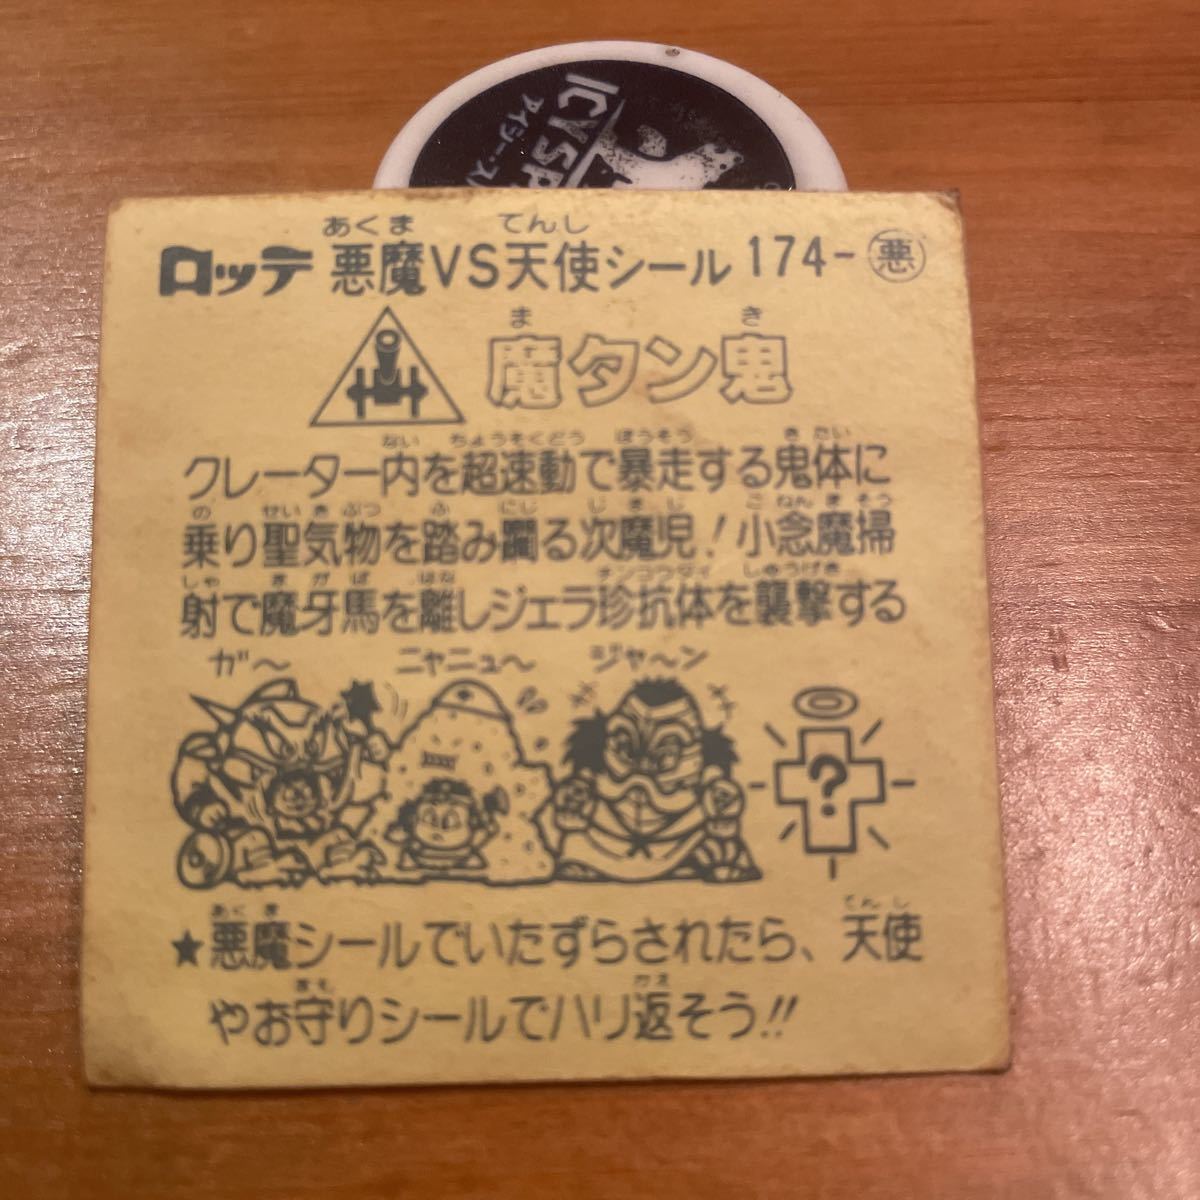 ICYSP
アイシー・ス
あくま てんし
ロッテ 悪魔VS天使シール 174-悪
ま き
魔タン鬼
ない ちょうそくどう ぼうそう きたい
クレーター内を超速動で暴走する鬼体に
の せいきぶつ ふ にじ じまじ こねんまそう
乗り聖気物を踏み躙る次魔児!小念魔掃
しゃ まがば はな チンコウタイ しゅうげき
射で魔牙馬を離しジェラ珍抗体を襲撃する
ガ〜 ニャニュ〜 ジャ〜ン
?
あくま てんし
★悪魔シールでいたずらされたら、天使
まも カエ
やお守りシールでハリ返そう!!